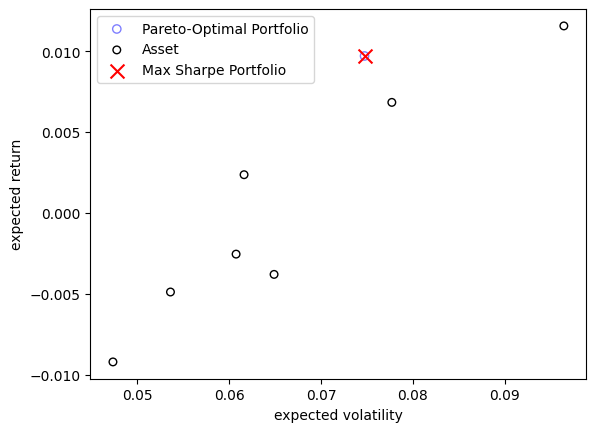 Pareto-Optimal Portfolio
Asset
Max Sharpe Portfolio
0.010
0.005
0.000
−0.005
−0.010
expected return
0.05 0.06 0.07 0.08 0.09
expected volatility